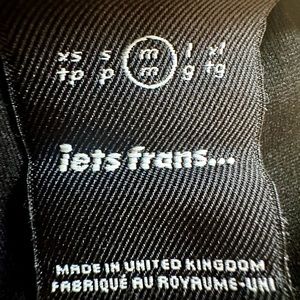 xs s m l xl
tp p m g tg
iets frans...
MADE IN UNITED KINGDOM
FABRIQUÉ AU ROYAUME-UNI